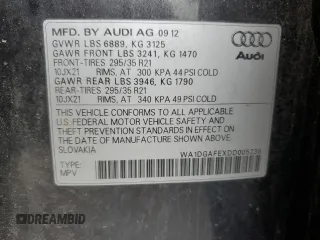 MFD. BY AUDI AG 09 12
GVWR LBS 6889, KG 3125
GAWR FRONT LBS 3241, KG 1470
FRONT-TIRES 295/35 R21
10JX21 RIMS, AT 300 KPA 44 PSI COLD
GAWR REAR LBS 3946, KG 1790
REAR-TIRES 295/35 R21
10JX21 RIMS, AT 340 KPA 49 PSI COLD
THIS VEHICLE CONFORMS TO ALL APPLICABLE
U.S. FEDERAL MOTOR VEHICLE SAFETY AND
THEFT PREVENTION STANDARDS IN EFFECT ON
THE DATE OF MANUFACTURE SHOWN ABOVE.
SLOVAKIA
TYPE:
MPV
Audi
DREAMBID
DREAMBID.COM